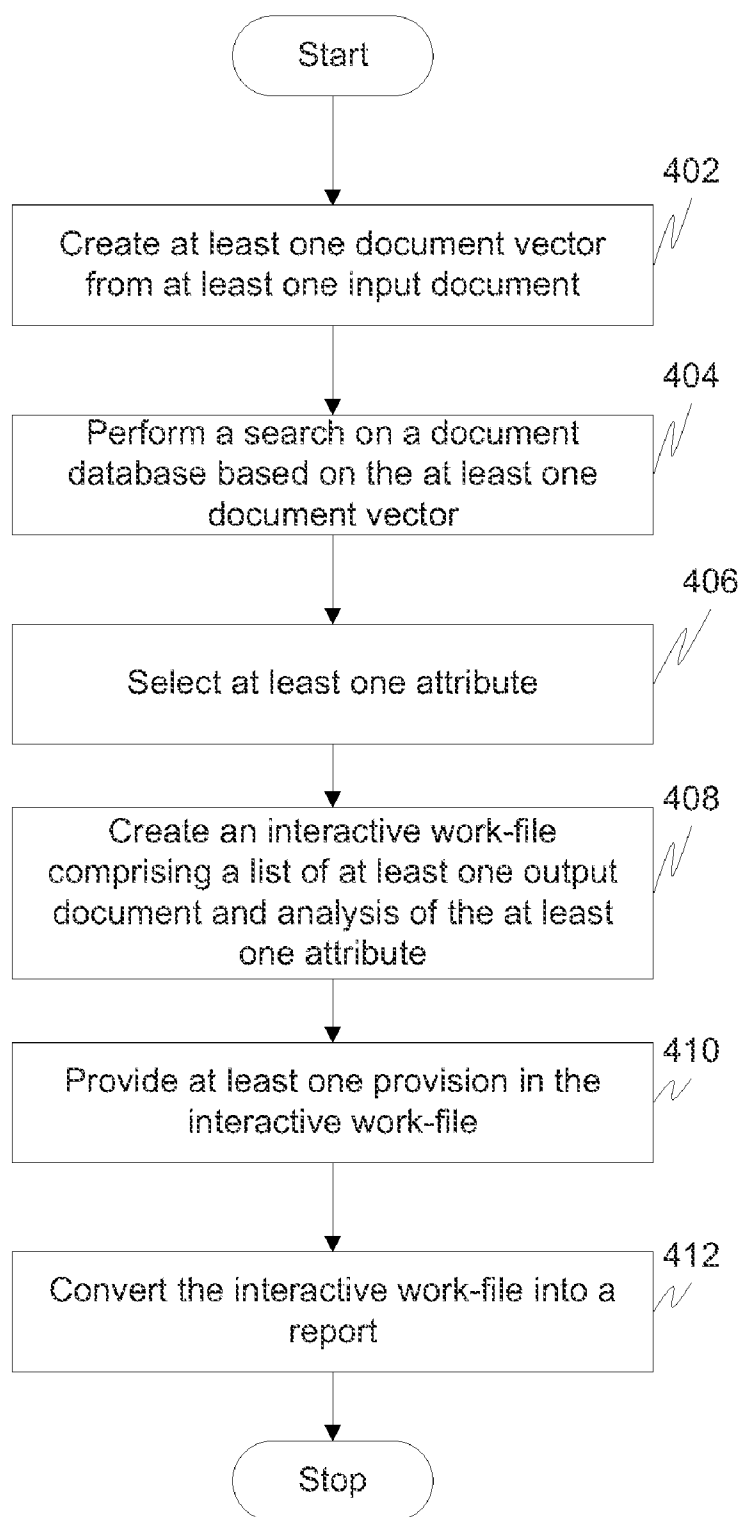 Start
402
Create at least one document vector
from at least one input document
404
Perform a search on a document
database based on the at least one
document vector
406
Select at least one attribute
408
Create an interactive work-file
comprising a list of at least one output
document and analysis of the at least
one attribute
410
Provide at least one provision in the
interactive work-file
412
Convert the interactive work-file into a
report
Stop